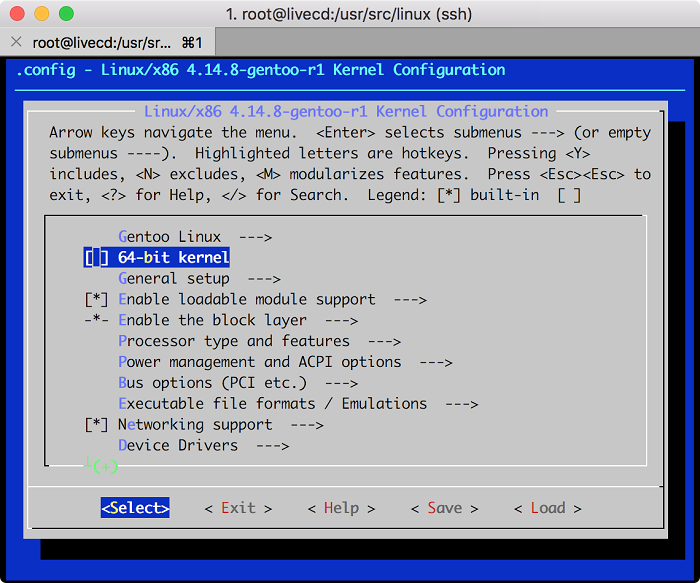 1. root@livecd:/usr/src/linux (ssh)
root@livecd:/usr/sr... ⌘1
.config - Linux/x86 4.14.8-gentoo-r1 Kernel Configuration
Linux/x86 4.14.8-gentoo-r1 Kernel Configuration
Arrow keys navigate the menu.  <Enter> selects submenus ---> (or empty
submenus ----).  Highlighted letters are hotkeys.  Pressing <Y>
includes, <N> excludes, <M> modularizes features.  Press <Esc><Esc> to
exit, <?> for Help, </> for Search.  Legend: [*] built-in  [ ]
Gentoo Linux  --->
[ ] 64-bit kernel
General setup  --->
[*] Enable loadable module support  --->
-*- Enable the block layer  --->
Processor type and features  --->
Power management and ACPI options  --->
Bus options (PCI etc.)  --->
Executable file formats / Emulations  --->
[*] Networking support  --->
Device Drivers  --->
(+)
<Select>    < Exit >    < Help >    < Save >    < Load >